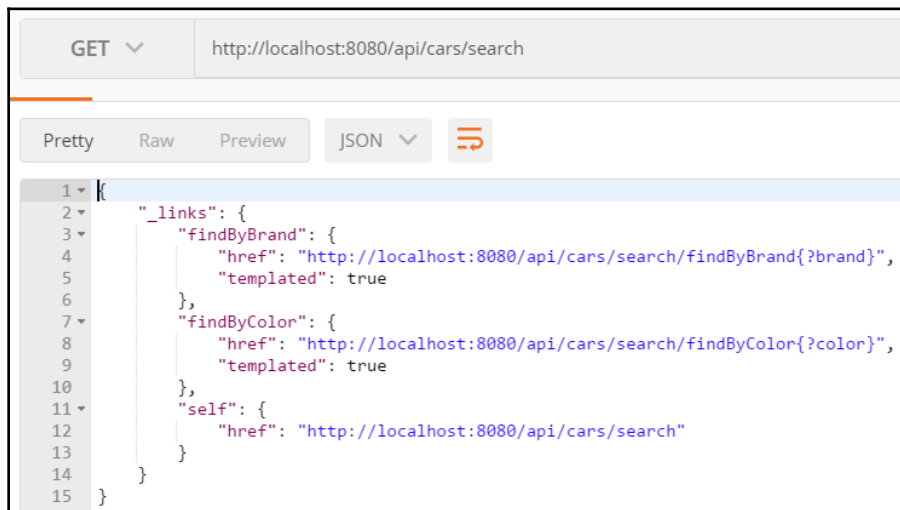 GET http://localhost:8080/api/cars/search
Pretty Raw Preview JSON
1 {
2 "_links": {
3 "findByBrand": {
4 "href": "http://localhost:8080/api/cars/search/findByBrand{?brand}",
5 "templated": true
6 },
7 "findByColor": {
8 "href": "http://localhost:8080/api/cars/search/findByColor{?color}",
9 "templated": true
10 },
11 "self": {
12 "href": "http://localhost:8080/api/cars/search"
13 }
14 }
15 }